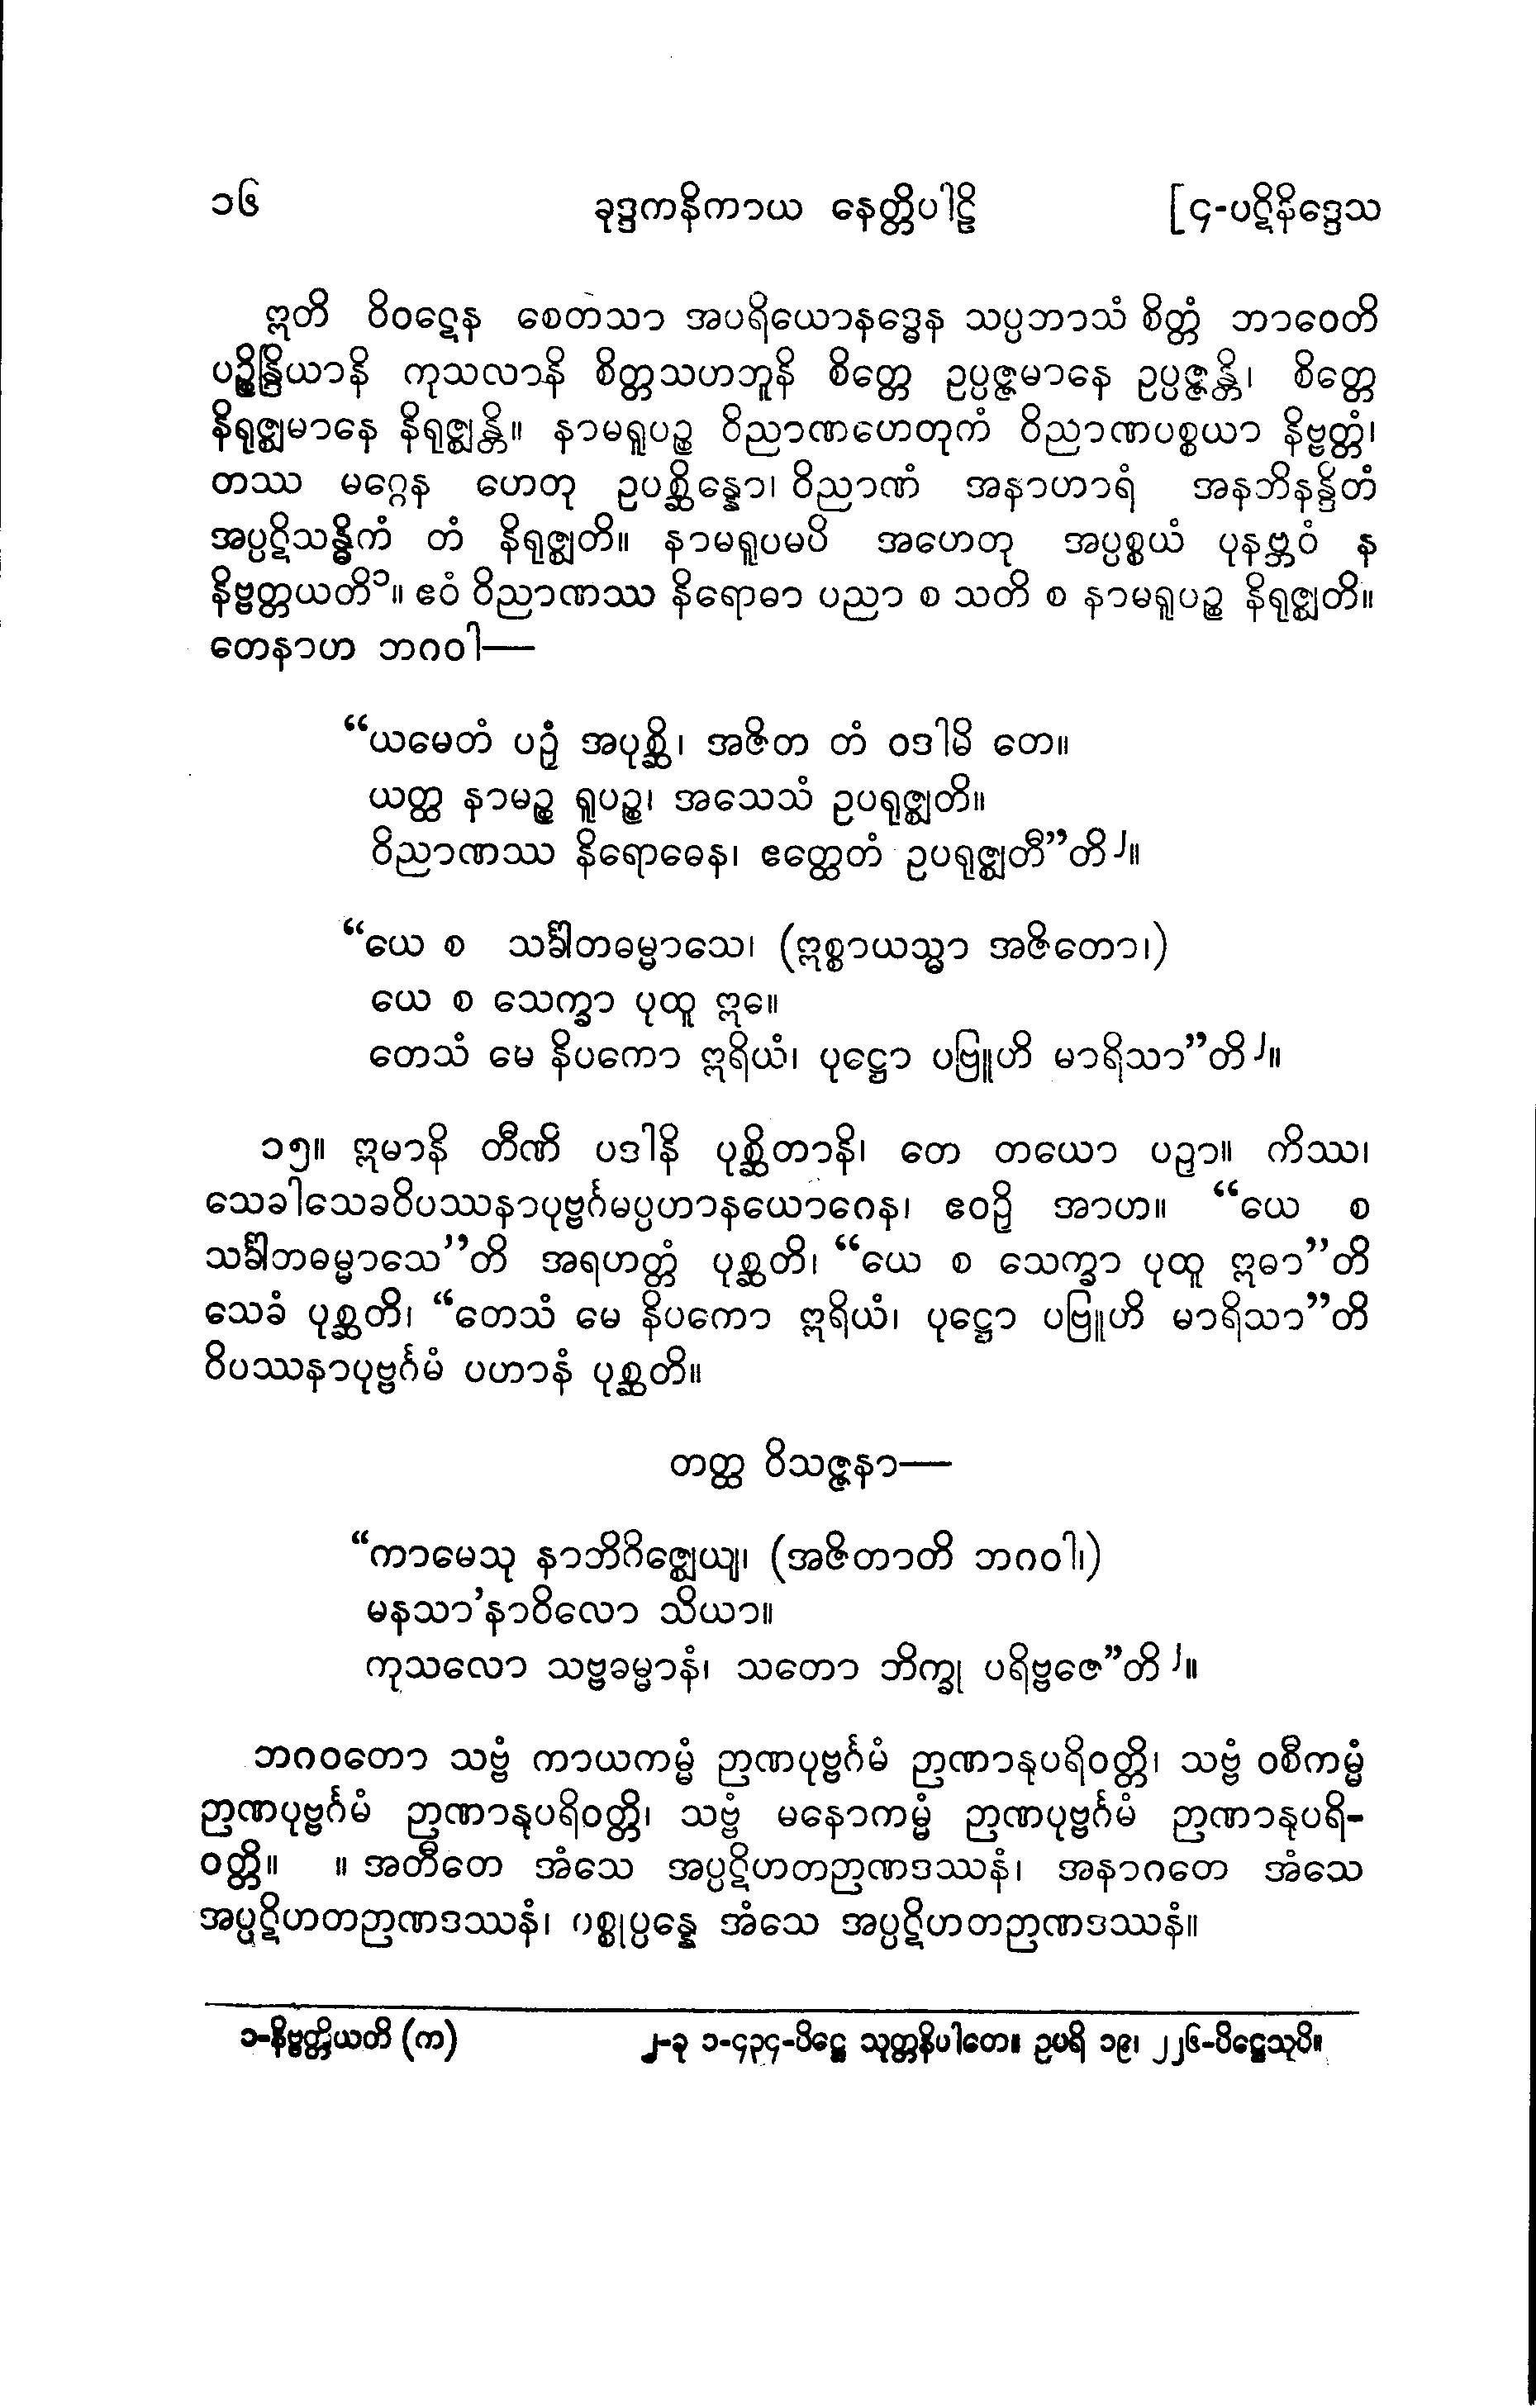 ၁၆ ခုဒ္ဒကနိကာယ နေတ္တိပါဠိ [၄-ပဋိနိဒ္ဒေသ
ဣတိ ဝိဝဋေန စေတသာ အပရိယောနဒ္ဓေန သပ္ပဘာသံ စိတ္တံ ဘာဝေတိ
ပဉ္စိန္ဒြိယာနိ ကုသလာနိ စိတ္တသဟဘူနိ စိတ္တေ ဥပ္ပဇ္ဇမာနေ ဥပ္ပဇ္ဇန္တိ၊ စိတ္တေ
နိရုဇ္ဈမာနေ နိရုဇ္ဈန္တိ။ နာမရူပဉ္စ ဝိညာဏဟေတုကံ ဝိညာဏပစ္စယာ နိဗ္ဗတ္တံ၊
တဿ မဂ္ဂေန ဟေတု ဥပစ္ဆိန္နော၊ ဝိညာဏံ အနာဟာရံ အနဘိနန္ဒိတံ
အပ္ပဋိသန္ဓိကံ တံ နိရုဇ္ဈတိ။ နာမရူပမပိ အဟေတု အပ္ပစ္စယံ ပုနဗ္ဘဝံ န
နိဗ္ဗတ္တယတိ၁။ ဧဝံ ဝိညာဏဿ နိရောဓာ ပညာ စ သတိ စ နာမရူပဉ္စ နိရုဇ္ဈတိ။
တေနာဟ ဘဂဝါ—
“ယမေတံ ပဉှံ အပုစ္ဆိ၊ အဇိတ တံ ဝဒါမိ တေ။
ယတ္ထ နာမဉ္စ ရူပဉ္စ၊ အသေသံ ဥပရုဇ္ဈတိ။
ဝိညာဏဿ နိရောဓေန၊ ဧတ္ထေတံ ဥပရုဇ္ဈတီ”တိ၂။
“ယေ စ သင်္ခါတဓမ္မာသေ၊ (ဣစ္စာယသ္မာ အဇိတော၊)
ယေ စ သေက္ခာ ပုထူ ဣဓ။
တေသံ မေ နိပကော ဣရိယံ၊ ပုဋ္ဌော ပဗြူဟိ မာရိသာ”တိ၂။
၁၅။ ဣမာနိ တီဏိ ပဒါနိ ပုစ္ဆိတာနိ၊ တေ တယော ပဉှာ။ ကိဿ၊
သေခါသေခဝိပဿနာပုဗ္ဗင်္ဂမပ္ပဟာနယောဂေန၊ ဧဝဉှိ အာဟ။ “ယေ စ
သင်္ခါဘဓမ္မာသေ”တိ အရဟတ္တံ ပုစ္ဆတိ၊ “ယေ စ သေက္ခာ ပုထူ ဣဓာ”တိ
သေခံ ပုစ္ဆတိ၊ “တေသံ မေ နိပကော ဣရိယံ၊ ပုဋ္ဌော ပဗြူဟိ မာရိသာ”တိ
ဝိပဿနာပုဗ္ဗင်္ဂမံ ပဟာနံ ပုစ္ဆတိ။
တတ္ထ ဝိသဇ္ဇနာ—
“ကာမေသု နာဘိဂိဇ္ဈေယျ၊ (အဇိတာတိ ဘဂဝါ၊)
မနသာ’နာဝိလော သိယာ။
ကုသလော သဗ္ဗဓမ္မာနံ၊ သတော ဘိက္ခု ပရိဗ္ဗဇေ”တိ၂။
ဘဂဝတော သဗ္ဗံ ကာယကမ္မံ ဉာဏပုဗ္ဗင်္ဂမံ ဉာဏာနုပရိဝတ္တိ၊ သဗ္ဗံ ဝစီကမ္မံ
ဉာဏပုဗ္ဗင်္ဂမံ ဉာဏာနုပရိဝတ္တိ၊ သဗ္ဗံ မနောကမ္မံ ဉာဏပုဗ္ဗင်္ဂမံ ဉာဏာနုပရိ-
ဝတ္တိ။ ။ အတီတေ အံသေ အပ္ပဋိဟတဉာဏဒဿနံ၊ အနာဂတေ အံသေ
အပ္ပဋိဟတဉာဏဒဿနံ၊ ပစ္စုပ္ပန္နေ အံသေ အပ္ပဋိဟတဉာဏဒဿနံ။
၁-နိဗ္ဗတ္တိယတိ (က) ၂-ခု ၁-၄၃၄-ပိဋ္ဌေ သုတ္တနိပါတေ။ ဥပရိ ၁၉၊ ၂၂၆-ပိဋ္ဌေသုပိ။